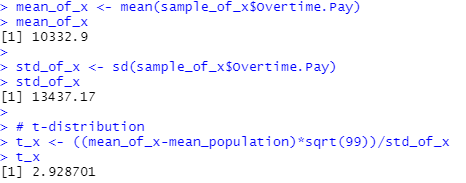 > mean_of_x <- mean(sample_of_x$Overtime.Pay)
> mean_of_x
[1] 10332.9
>
> std_of_x <- sd(sample_of_x$Overtime.Pay)
> std_of_x
[1] 13437.17
>
> # t-distribution
> t_x <- ((mean_of_x-mean_population)*sqrt(99))/std_of_x
> t_x
[1] 2.928701